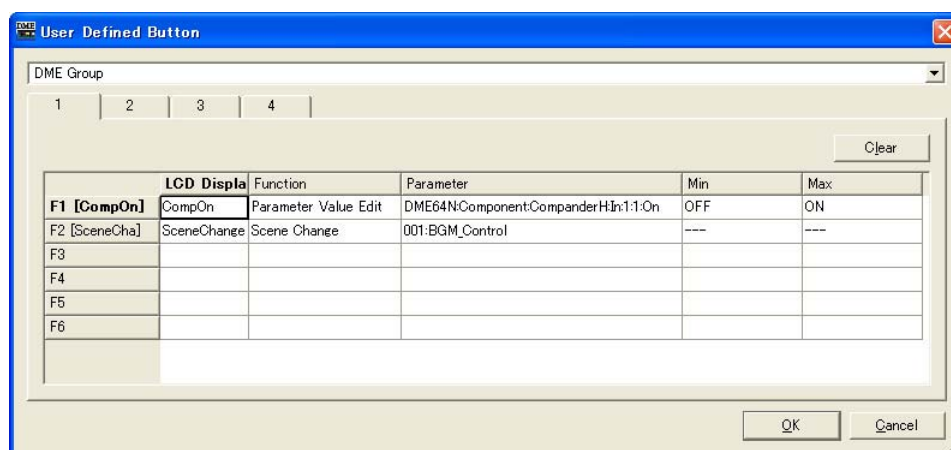 DME User Defined Button
DME Group
1 2 3 4
Clear
LCD Displa Function Parameter Min Max
F1 [CompOn] CompOn Parameter Value Edit DME64N:Component:CompanderH:In:1:1:On OFF ON
F2 [SceneCha] SceneChange Scene Change 001:BGM_Control --- ---
F3
F4
F5
F6
OK Cancel